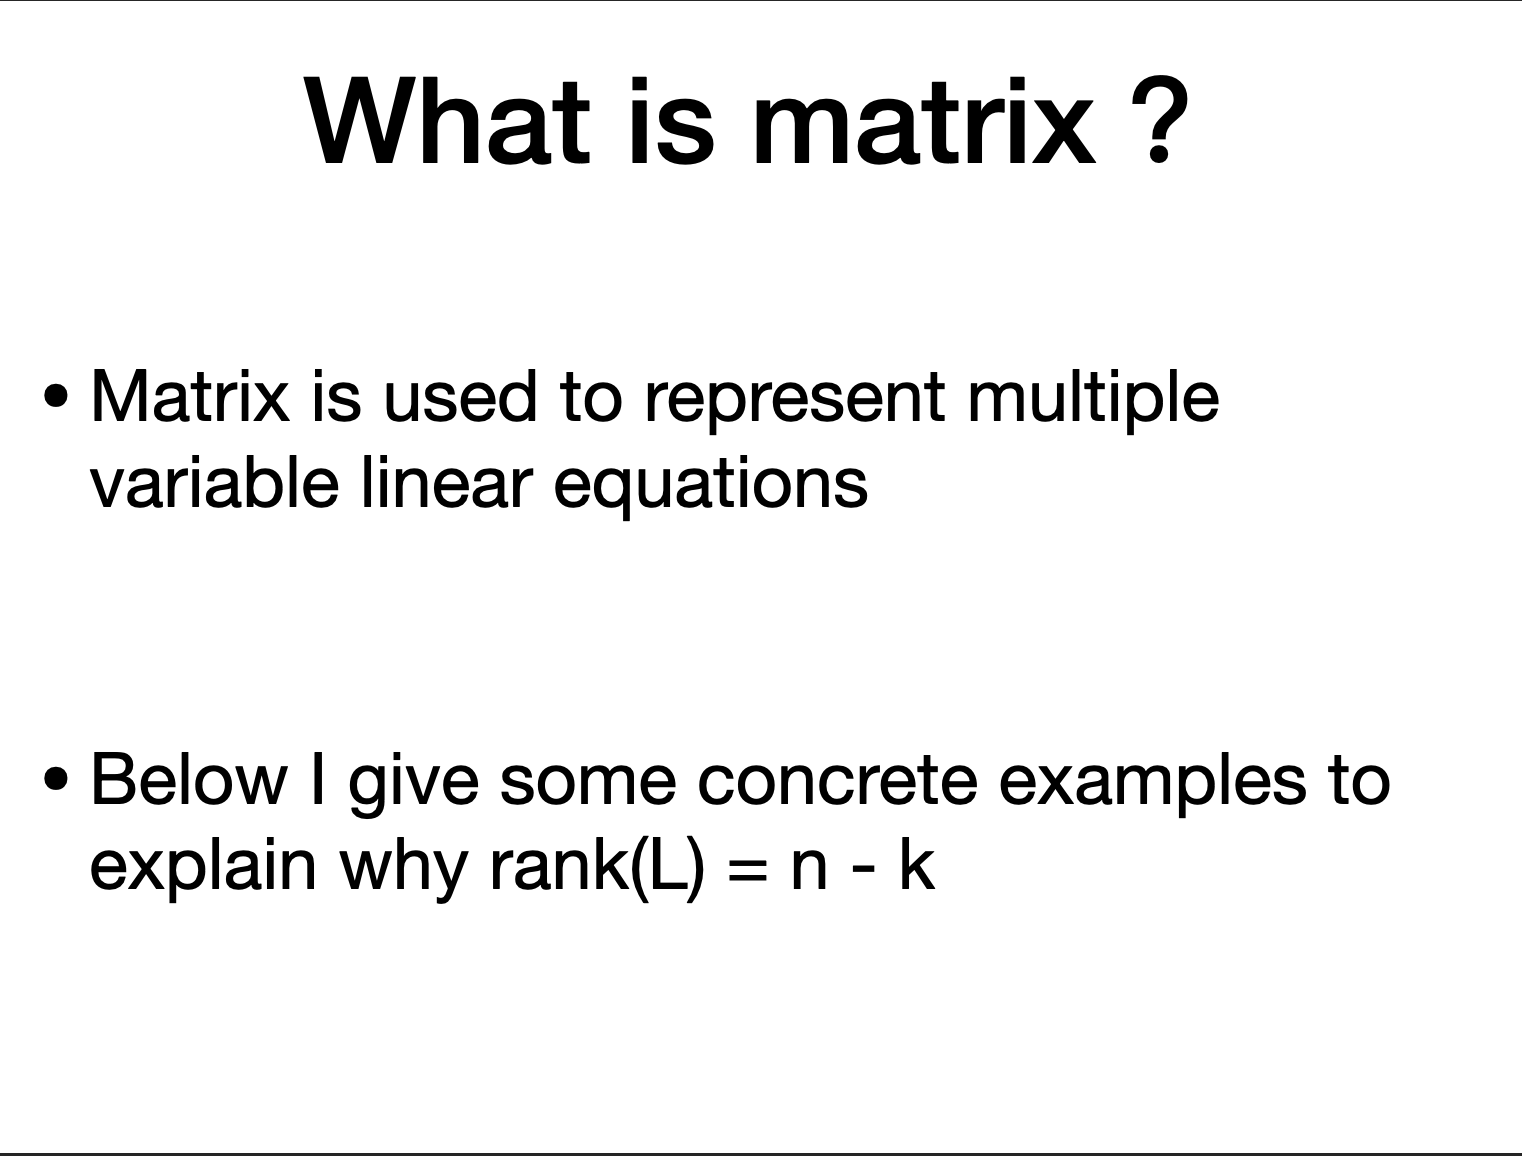 What is matrix ?
• Matrix is used to represent multiple
variable linear equations
• Below I give some concrete examples to
explain why rank(L) = n - k